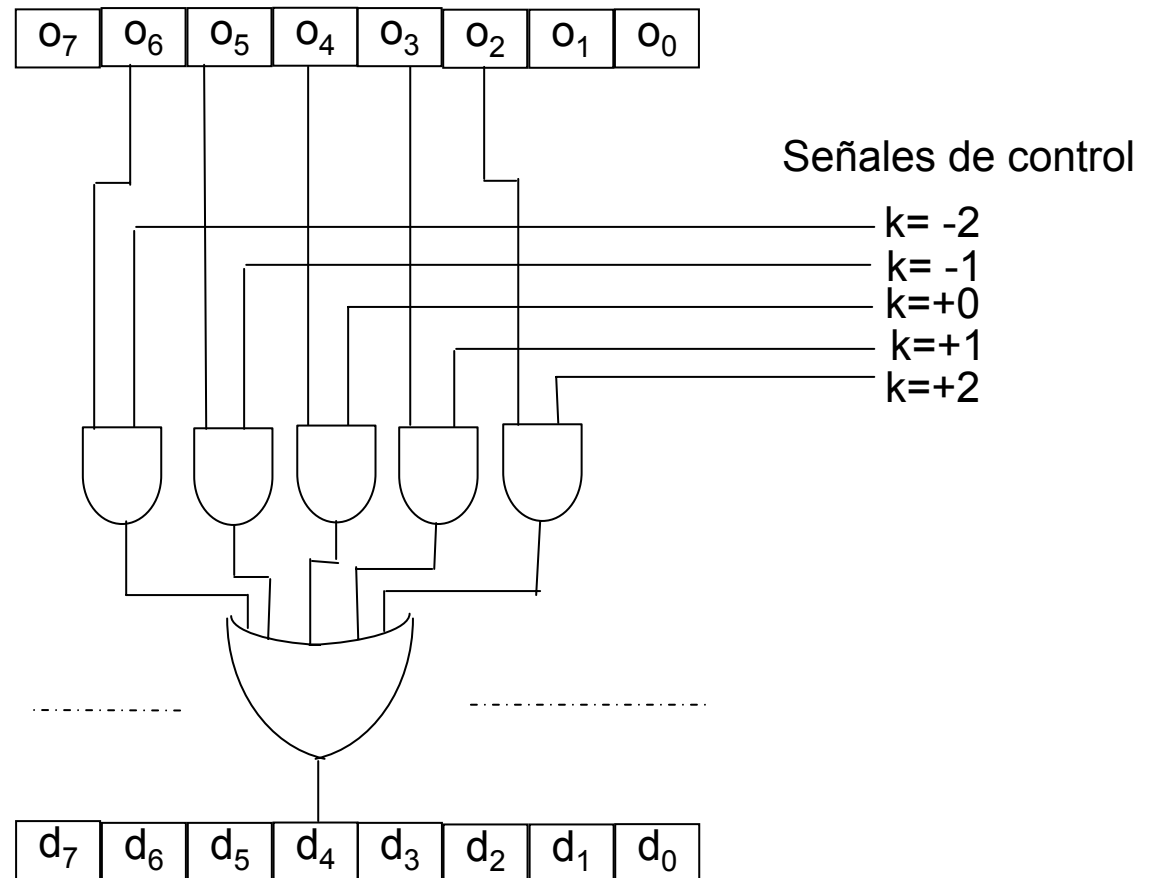 o₇ o₆ o₅ o₄ o₃ o₂ o₁ o₀
Señales de control
k= -2
k= -1
k=+0
k=+1
k=+2
d₇ d₆ d₅ d₄ d₃ d₂ d₁ d₀